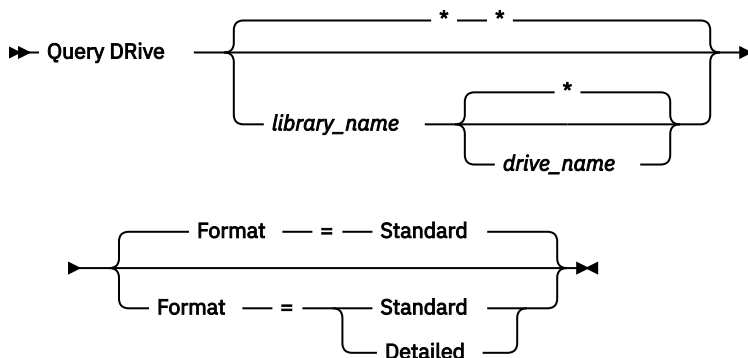 * *
Query DRive
*
library_name
drive_name
Format = Standard
Format = Standard
Detailed